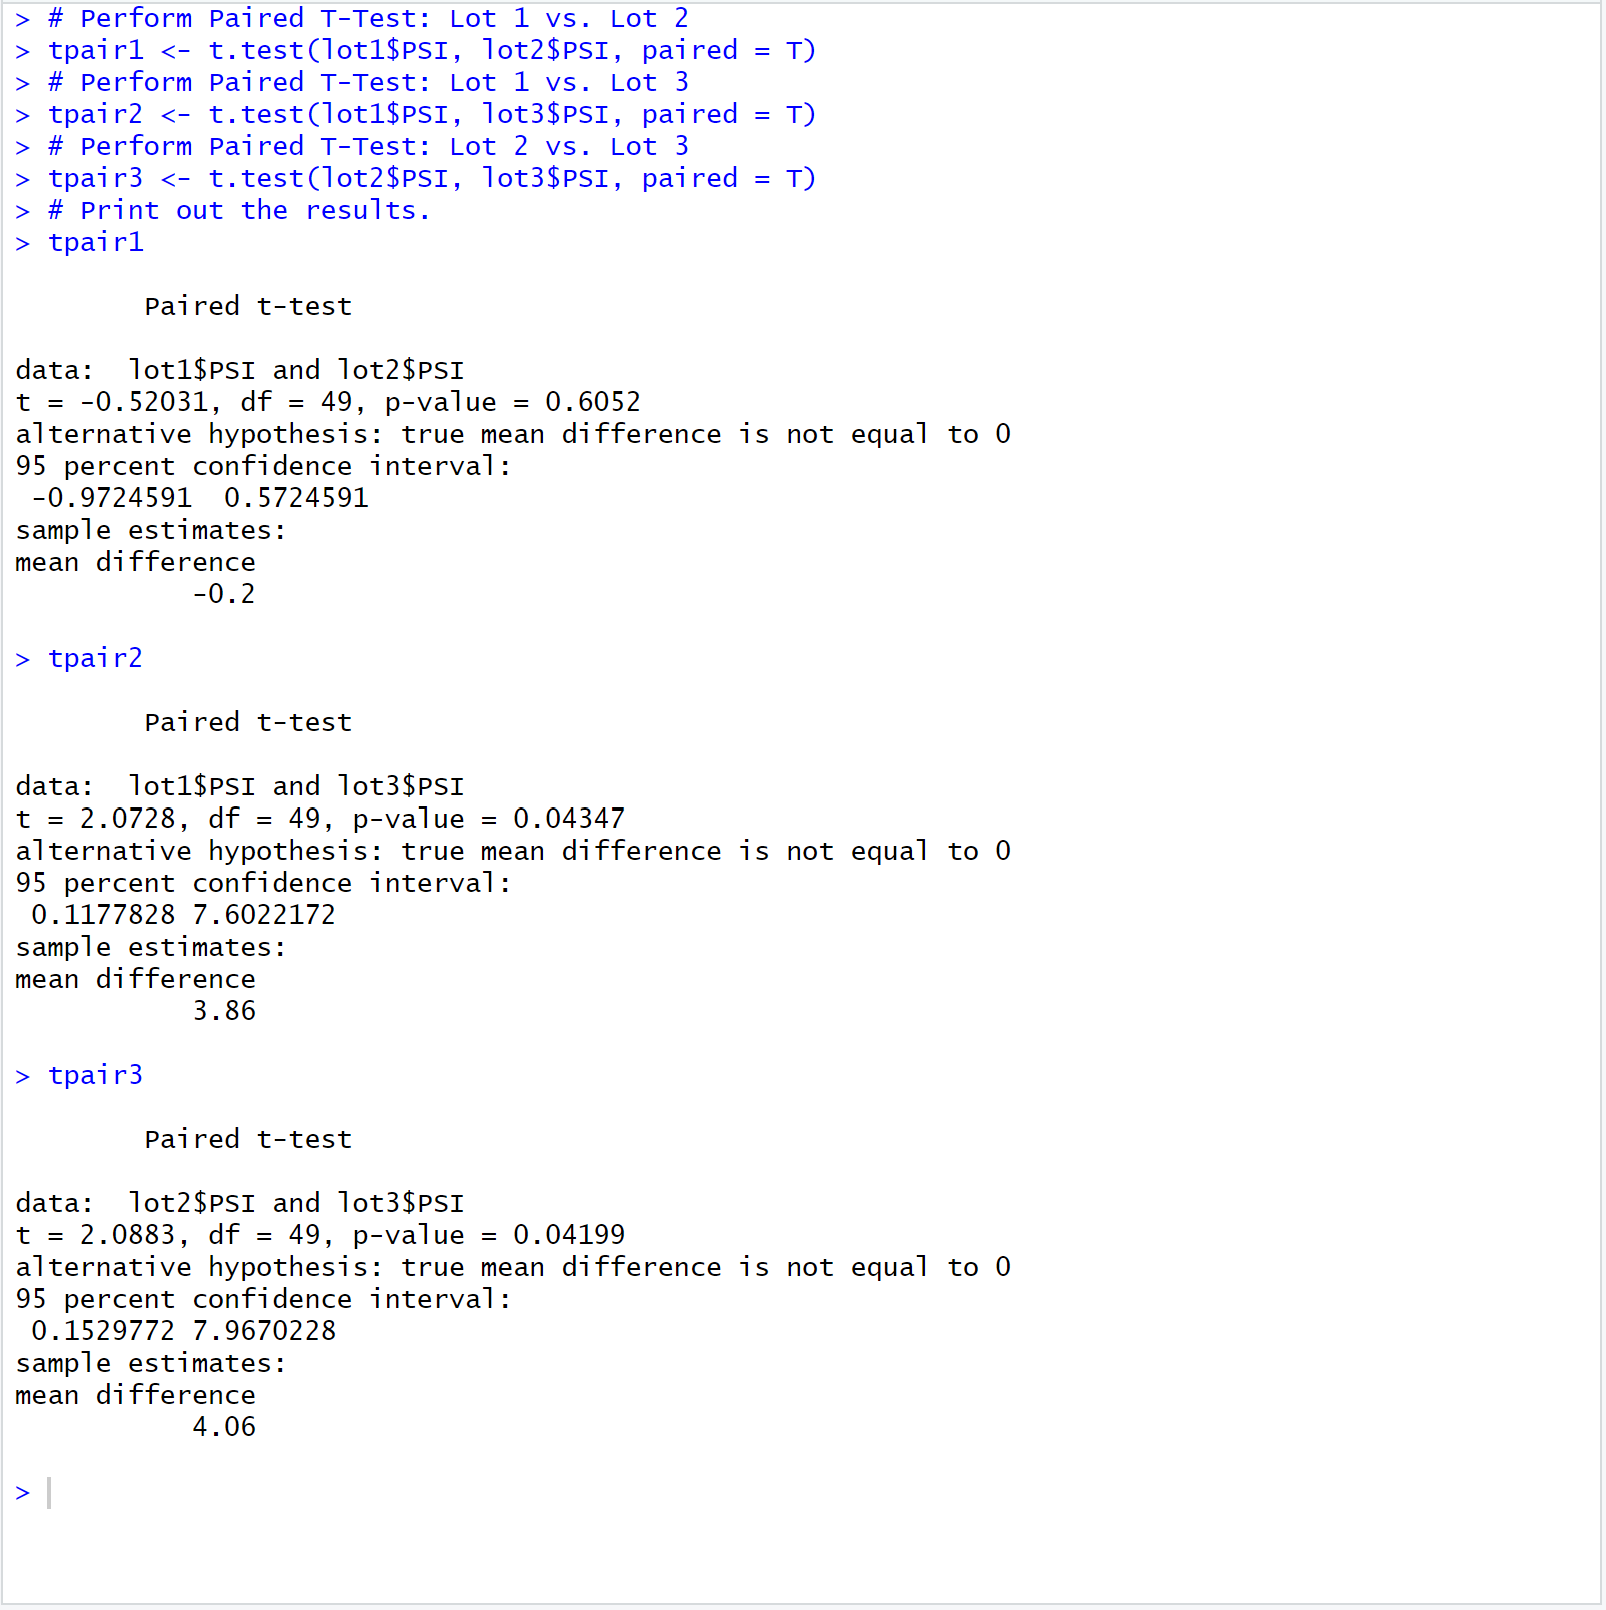 > # Perform Paired T-Test: Lot 1 vs. Lot 2
> tpair1 <- t.test(lot1$PSI, lot2$PSI, paired = T)
> # Perform Paired T-Test: Lot 1 vs. Lot 3
> tpair2 <- t.test(lot1$PSI, lot3$PSI, paired = T)
> # Perform Paired T-Test: Lot 2 vs. Lot 3
> tpair3 <- t.test(lot2$PSI, lot3$PSI, paired = T)
> # Print out the results.
> tpair1
Paired t-test
data:  lot1$PSI and lot2$PSI
t = -0.52031, df = 49, p-value = 0.6052
alternative hypothesis: true mean difference is not equal to 0
95 percent confidence interval:
-0.9724591  0.5724591
sample estimates:
mean difference
-0.2
> tpair2
Paired t-test
data:  lot1$PSI and lot3$PSI
t = 2.0728, df = 49, p-value = 0.04347
alternative hypothesis: true mean difference is not equal to 0
95 percent confidence interval:
0.1177828 7.6022172
sample estimates:
mean difference
3.86
> tpair3
Paired t-test
data:  lot2$PSI and lot3$PSI
t = 2.0883, df = 49, p-value = 0.04199
alternative hypothesis: true mean difference is not equal to 0
95 percent confidence interval:
0.1529772 7.9670228
sample estimates:
mean difference
4.06
>